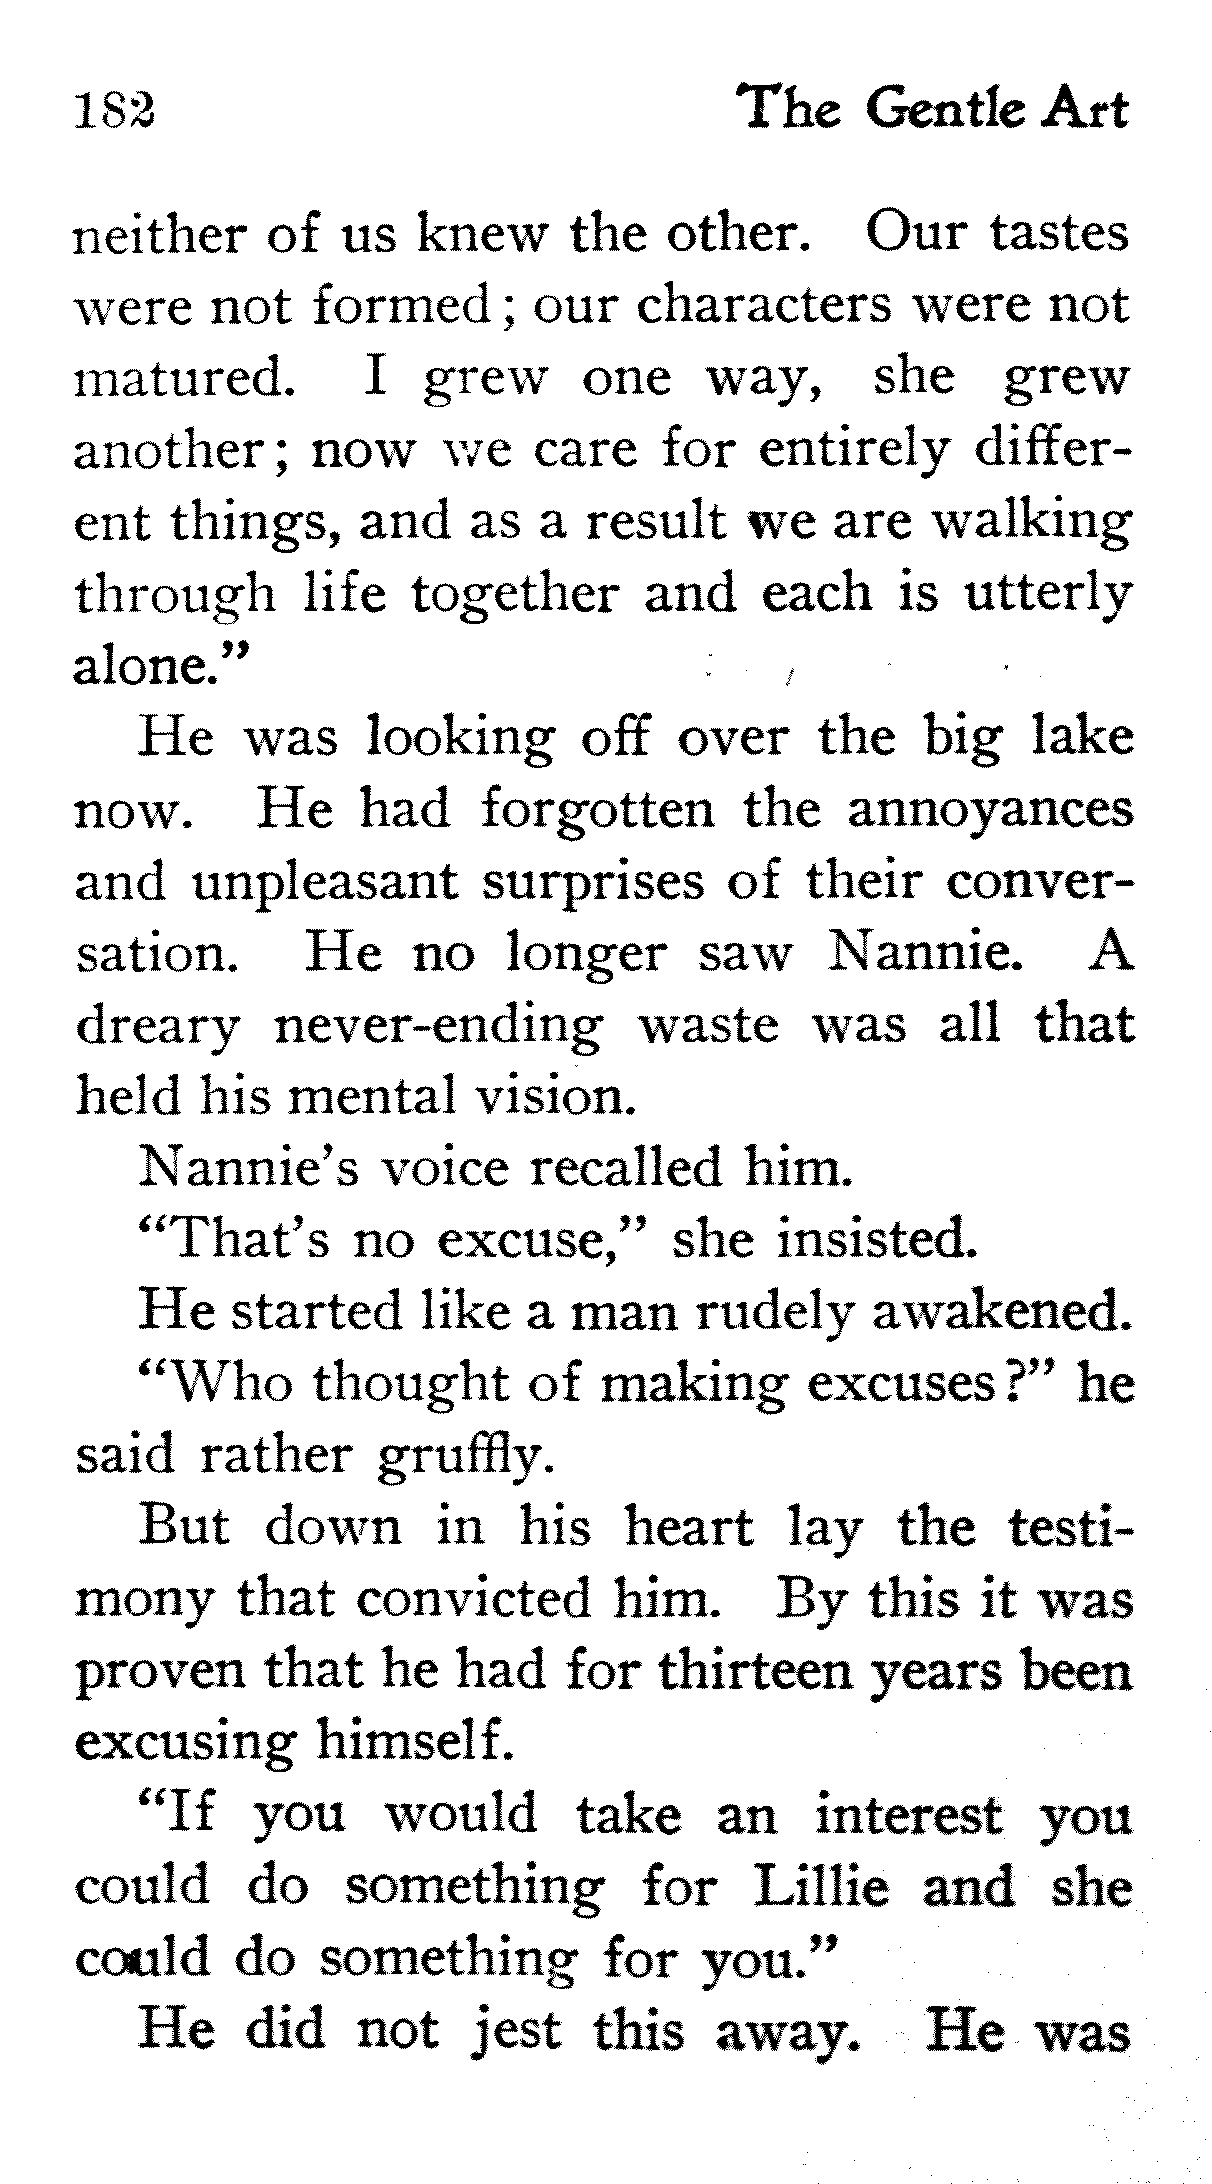 182 The Gentle Art
neither of us knew the other. Our tastes
were not formed; our characters were not
matured. I grew one way, she grew
another; now we care for entirely differ-
ent things, and as a result we are walking
through life together and each is utterly
alone.”
He was looking off over the big lake
now. He had forgotten the annoyances
and unpleasant surprises of their conver-
sation. He no longer saw Nannie. A
dreary never-ending waste was all that
held his mental vision.
Nannie’s voice recalled him.
“That’s no excuse,” she insisted.
He started like a man rudely awakened.
“Who thought of making excuses?” he
said rather gruffly.
But down in his heart lay the testi-
mony that convicted him. By this it was
proven that he had for thirteen years been
excusing himself.
“If you would take an interest you
could do something for Lillie and she
could do something for you.”
He did not jest this away. He was